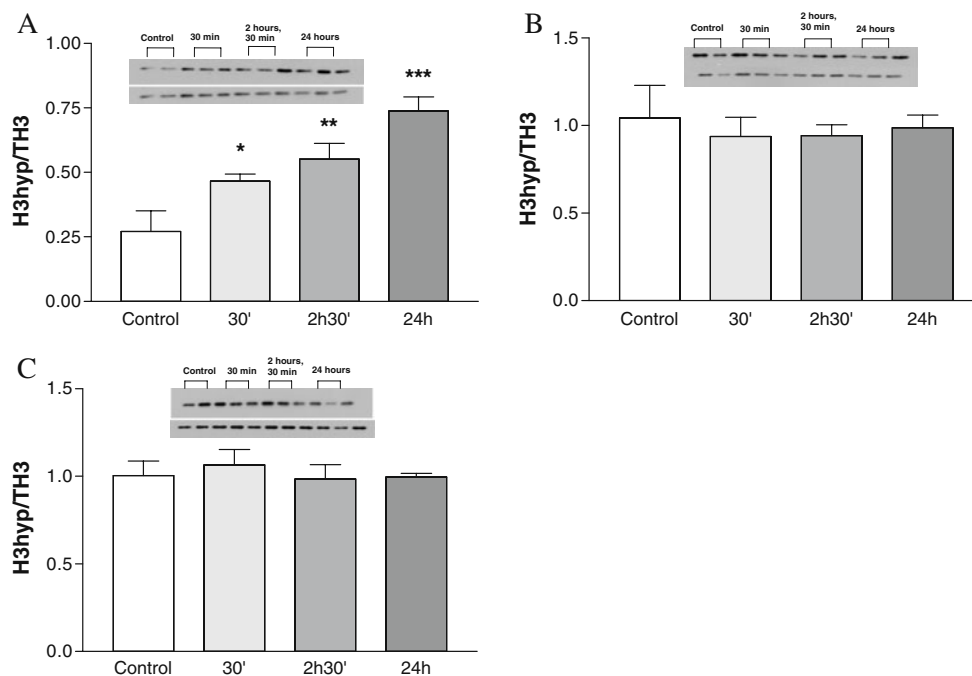 A
Control 30 min 2 hours, 30 min 24 hours
H3hyp/TH3
1.00
0.75
0.50
0.25
0.00
*
**
***
Control 30' 2h30' 24h
B
Control 30 min 2 hours, 30 min 24 hours
H3hyp/TH3
1.5
1.0
0.5
0.0
Control 30' 2h30' 24h
C
Control 30 min 2 hours, 30 min 24 hours
H3hyp/TH3
1.5
1.0
0.5
0.0
Control 30' 2h30' 24h